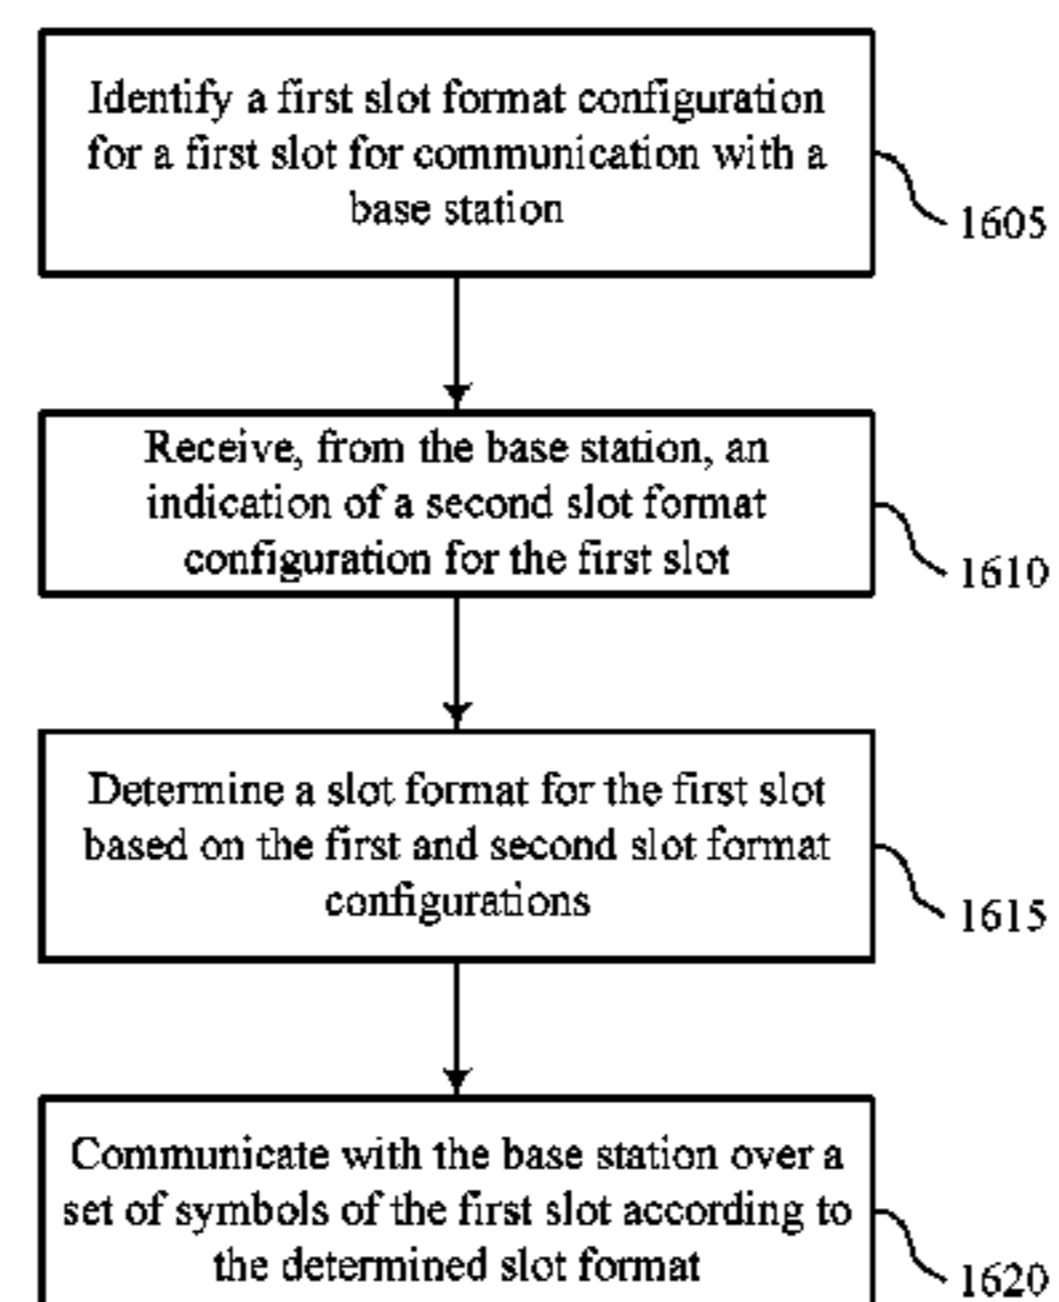 Identify a first slot format configuration
for a first slot for communication with a
base station
1605
Receive, from the base station, an
indication of a second slot format
configuration for the first slot
1610
Determine a slot format for the first slot
based on the first and second slot format
configurations
1615
Communicate with the base station over a
set of symbols of the first slot according to
the determined slot format
1620